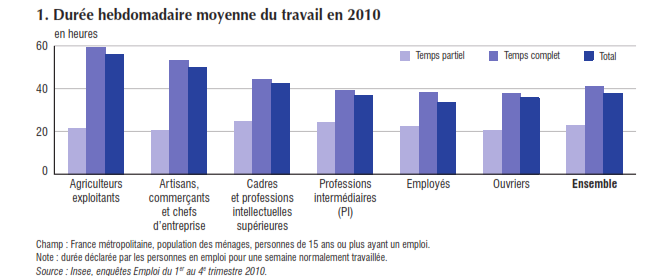 1. Durée hebdomadaire moyenne du travail en 2010
en heures
60
Temps partiel
Temps complet
Total
40
20
0
Agriculteurs
exploitants
Artisans,
commerçants
et chefs
d'entreprise
Cadres
et professions
intellectuelles
supérieures
Professions
intermédiaires
(PI)
Employés
Ouvriers
Ensemble
Champ : France métropolitaine, population des ménages, personnes de 15 ans ou plus ayant un emploi.
Note : durée déclarée par les personnes en emploi pour une semaine normalement travaillée.
Source : Insee, enquêtes Emploi du 1er au 4e trimestre 2010.